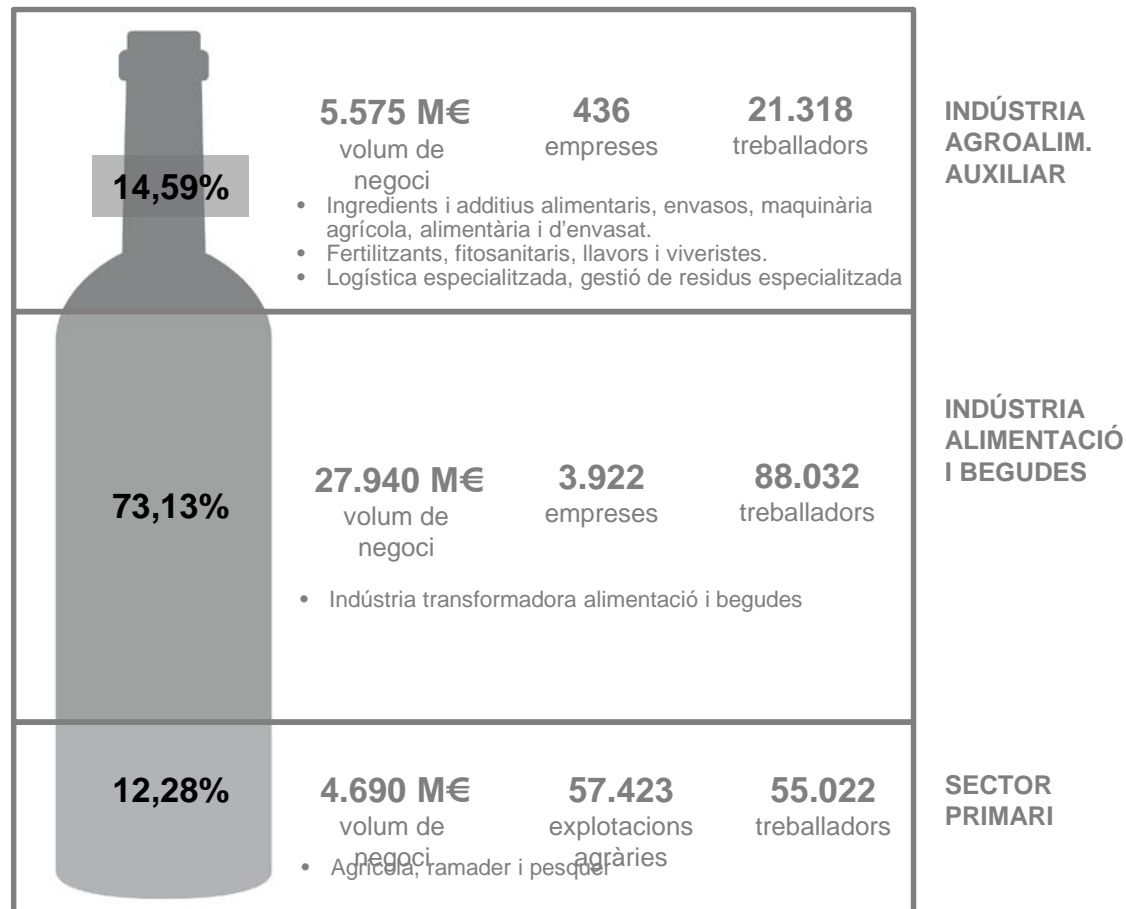 14,59%
5.575 M€
volum de
negoci
436
empreses
21.318
treballadors
• Ingredients i additius alimentaris, envasos, maquinària
agrícola, alimentària i d'envasat.
• Fertilitzants, fitosanitaris, llavors i viveristes.
• Logística especialitzada, gestió de residus especialitzada
INDÚSTRIA
AGROALIM.
AUXILIAR
73,13%
27.940 M€
volum de
negoci
3.922
empreses
88.032
treballadors
• Indústria transformadora alimentació i begudes
INDÚSTRIA
ALIMENTACIÓ
I BEGUDES
12,28%
4.690 M€
volum de
negoci
57.423
explotacions
agràries
55.022
treballadors
• Agrícola, ramader i pesquer
SECTOR
PRIMARI